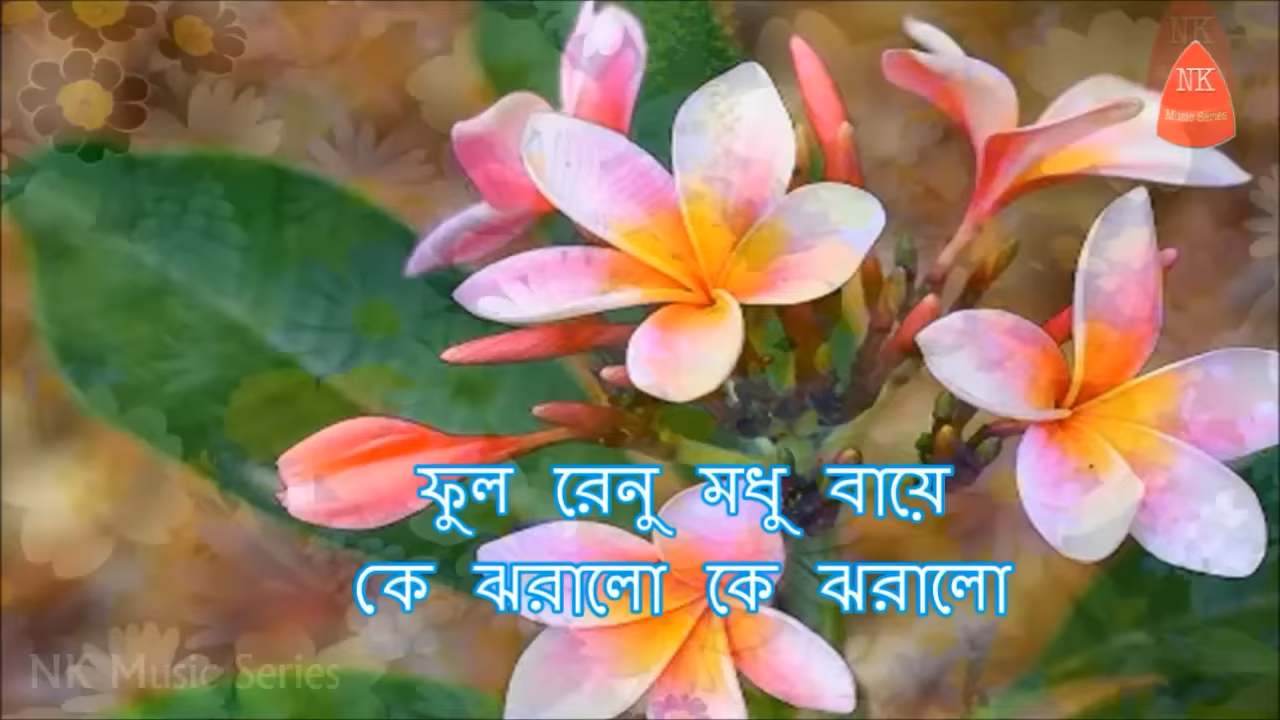 NK
NK
Music Series
ফুল রেনু মধু বায়ে
কে ঝরালো কে ঝরালো
NK Music Series